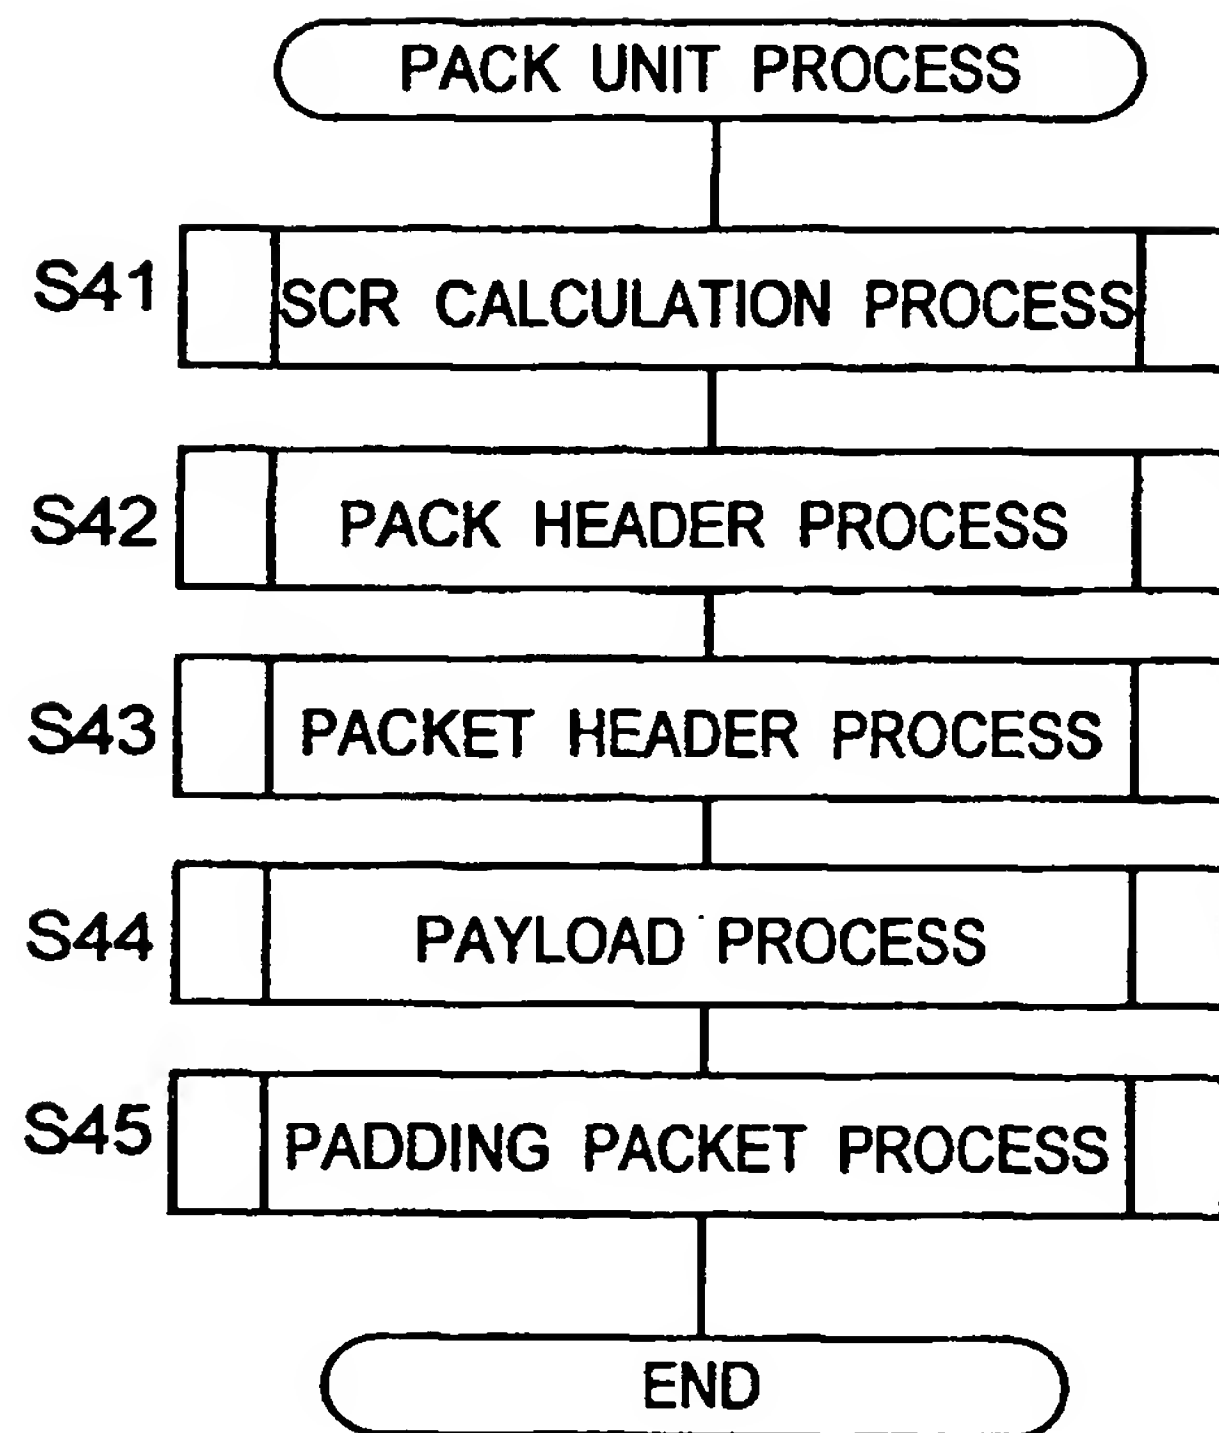 PACK UNIT PROCESS
S41 SCR CALCULATION PROCESS
S42 PACK HEADER PROCESS
S43 PACKET HEADER PROCESS
S44 PAYLOAD PROCESS
S45 PADDING PACKET PROCESS
END